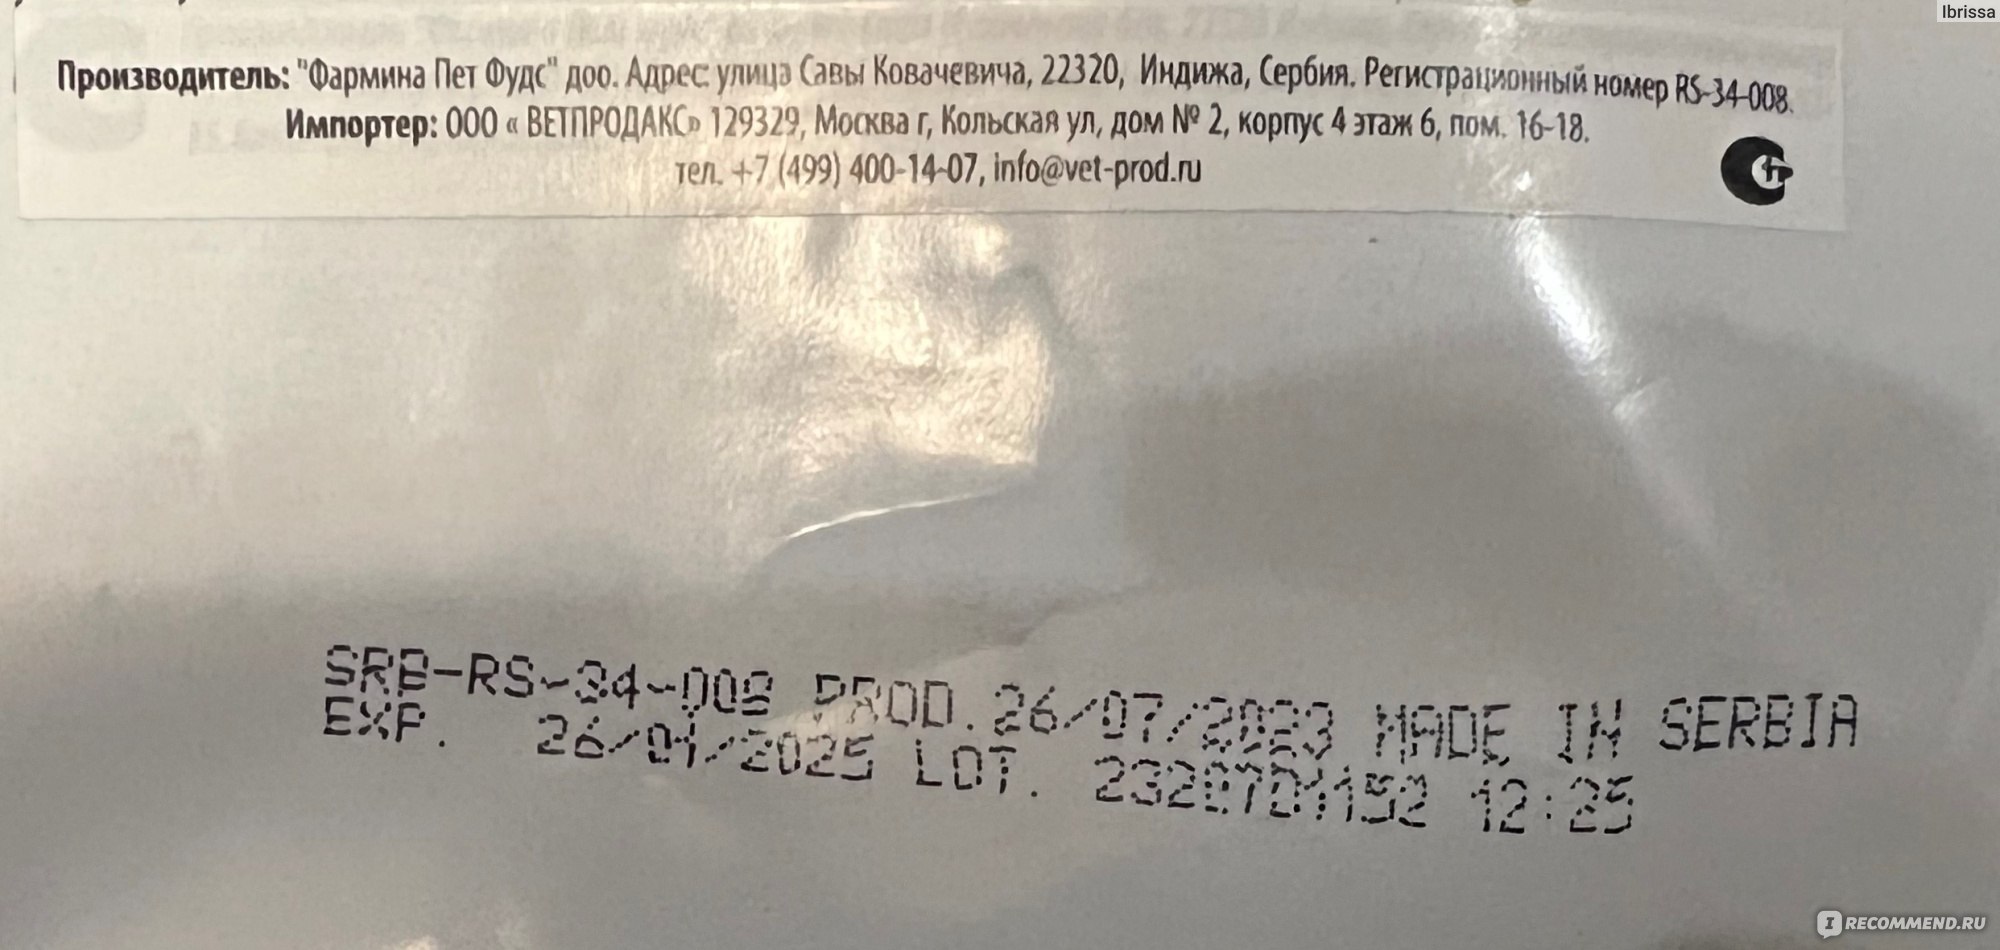 Ibrissa
Производитель: "Фармина Пет Фудс" доо. Адрес: улица Савы Ковачевича, 22320, Индижа, Сербия. Регистрационный номер RS-34-008.
Импортер: ООО « ВЕТПРОДАКС» 129329, Москва г, Кольская ул, дом № 2, корпус 4 этаж 6, пом. 16-18.
тел. +7 (499) 400-14-07, info@vet-prod.ru
SRB-RS-34-008 PROD. 26/07/2023 MADE IN SERBIA
EXP. 26/01/2025 LOT. 12:25
IRECOMMEND.RU